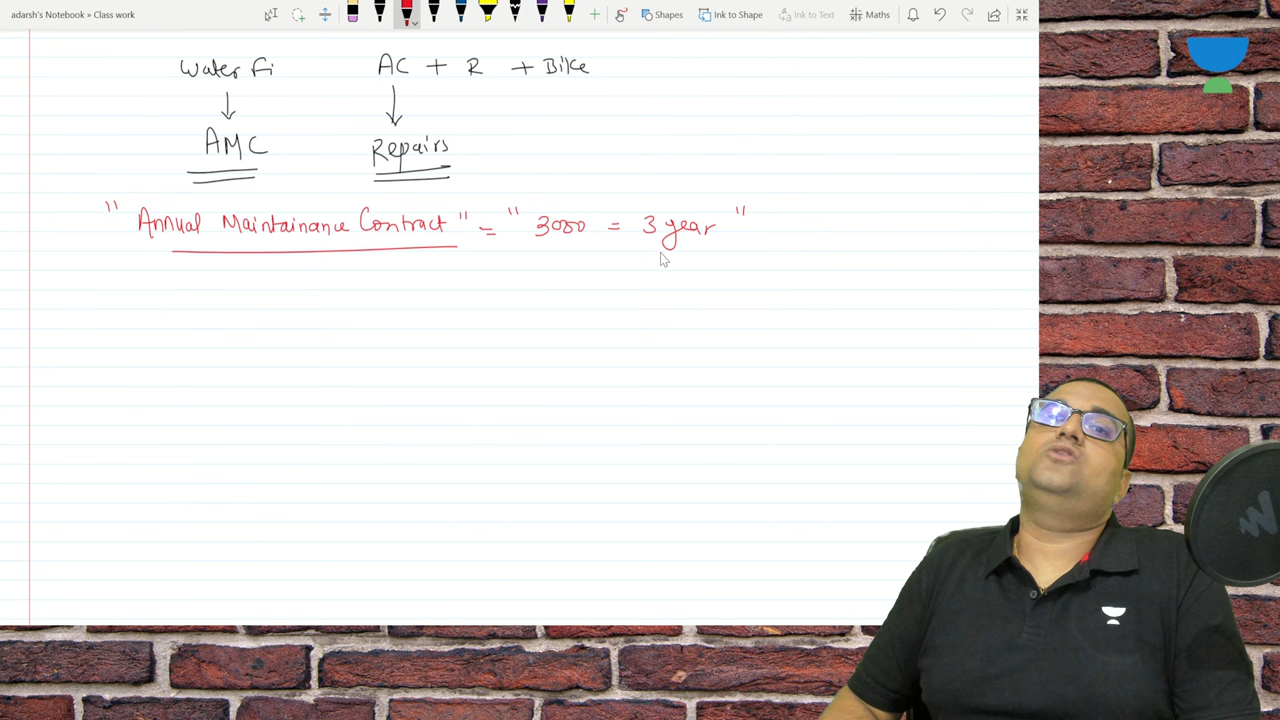 adarsh's Notebook > Class work
Shapes Ink to Shape Ink to Text Maths
Water Fi AC + R + Bike
AMC Repairs
" Annual Maintainance Contract " = " 3000 = 3 year "